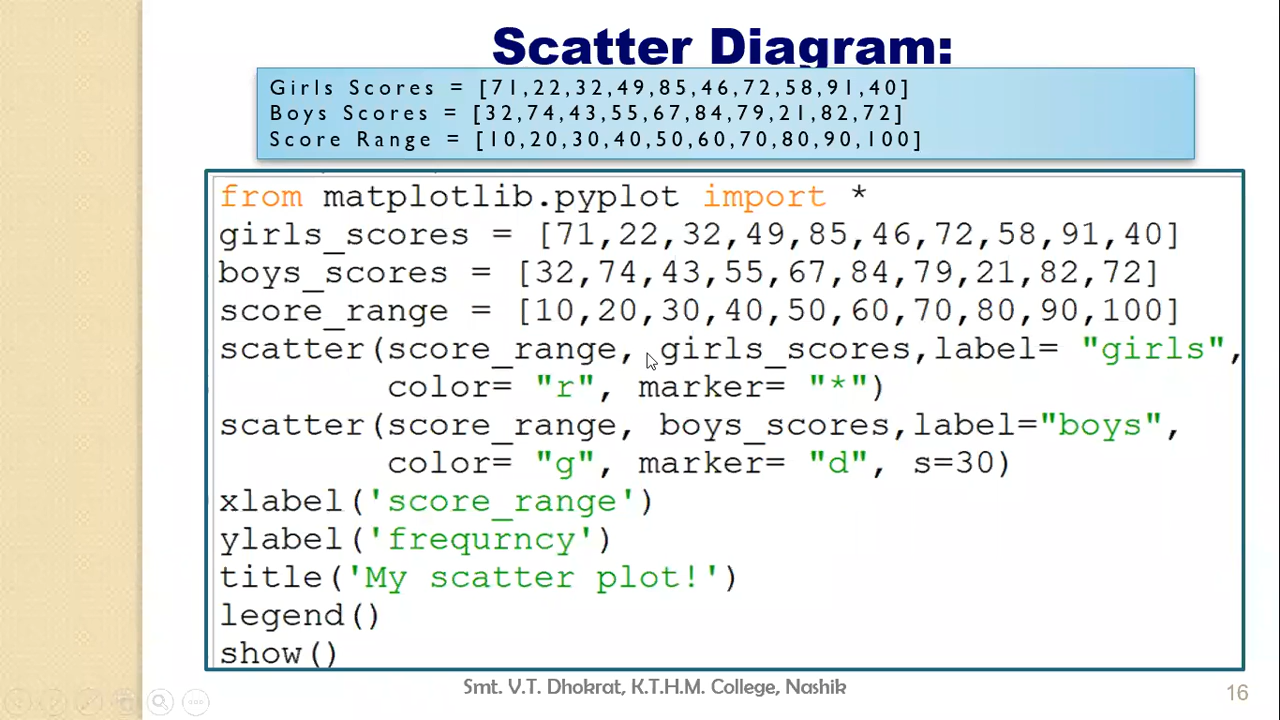 Scatter Diagram:
Girls Scores = [71,22,32,49,85,46,72,58,91,40]
Boys Scores = [32,74,43,55,67,84,79,21,82,72]
Score Range = [10,20,30,40,50,60,70,80,90,100]
from matplotlib.pyplot import *
girls_scores = [71,22,32,49,85,46,72,58,91,40]
boys_scores = [32,74,43,55,67,84,79,21,82,72]
score_range = [10,20,30,40,50,60,70,80,90,100]
scatter(score_range, girls_scores,label= "girls",
color= "r", marker= "*")
scatter(score_range, boys_scores,label="boys",
color= "g", marker= "d", s=30)
xlabel('score_range')
ylabel('frequrncy')
title('My scatter plot!')
legend()
show()
Smt. V.T. Dhokrat, K.T.H.M. College, Nashik
16